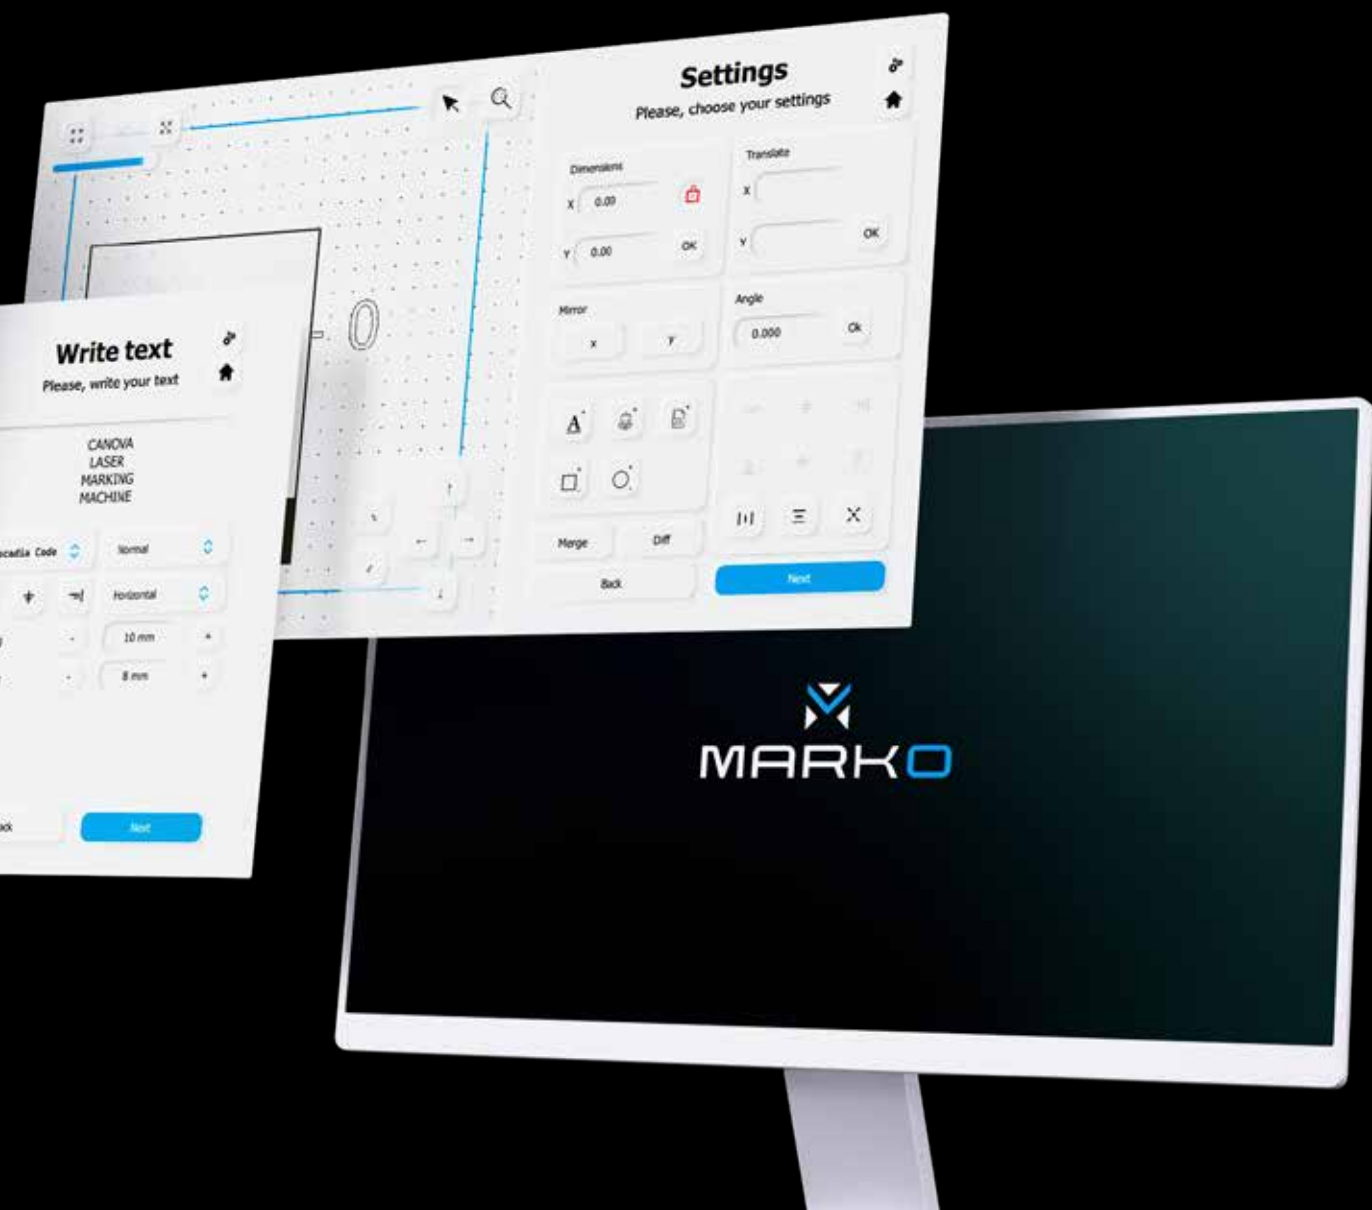 Settings
Please, choose your settings
Dimensions
X 0.00
Y 0.00 OK
Translate
X
Y OK
Mirror
x y
Angle
0.000 Ok
A
Merge Diff
Back Next
0
Write text
Please, write your text
CANOVA
LASER
MARKING
MACHINE
Code Normal
Horizontal
- 10 mm +
- 8 mm +
Next
MARKO